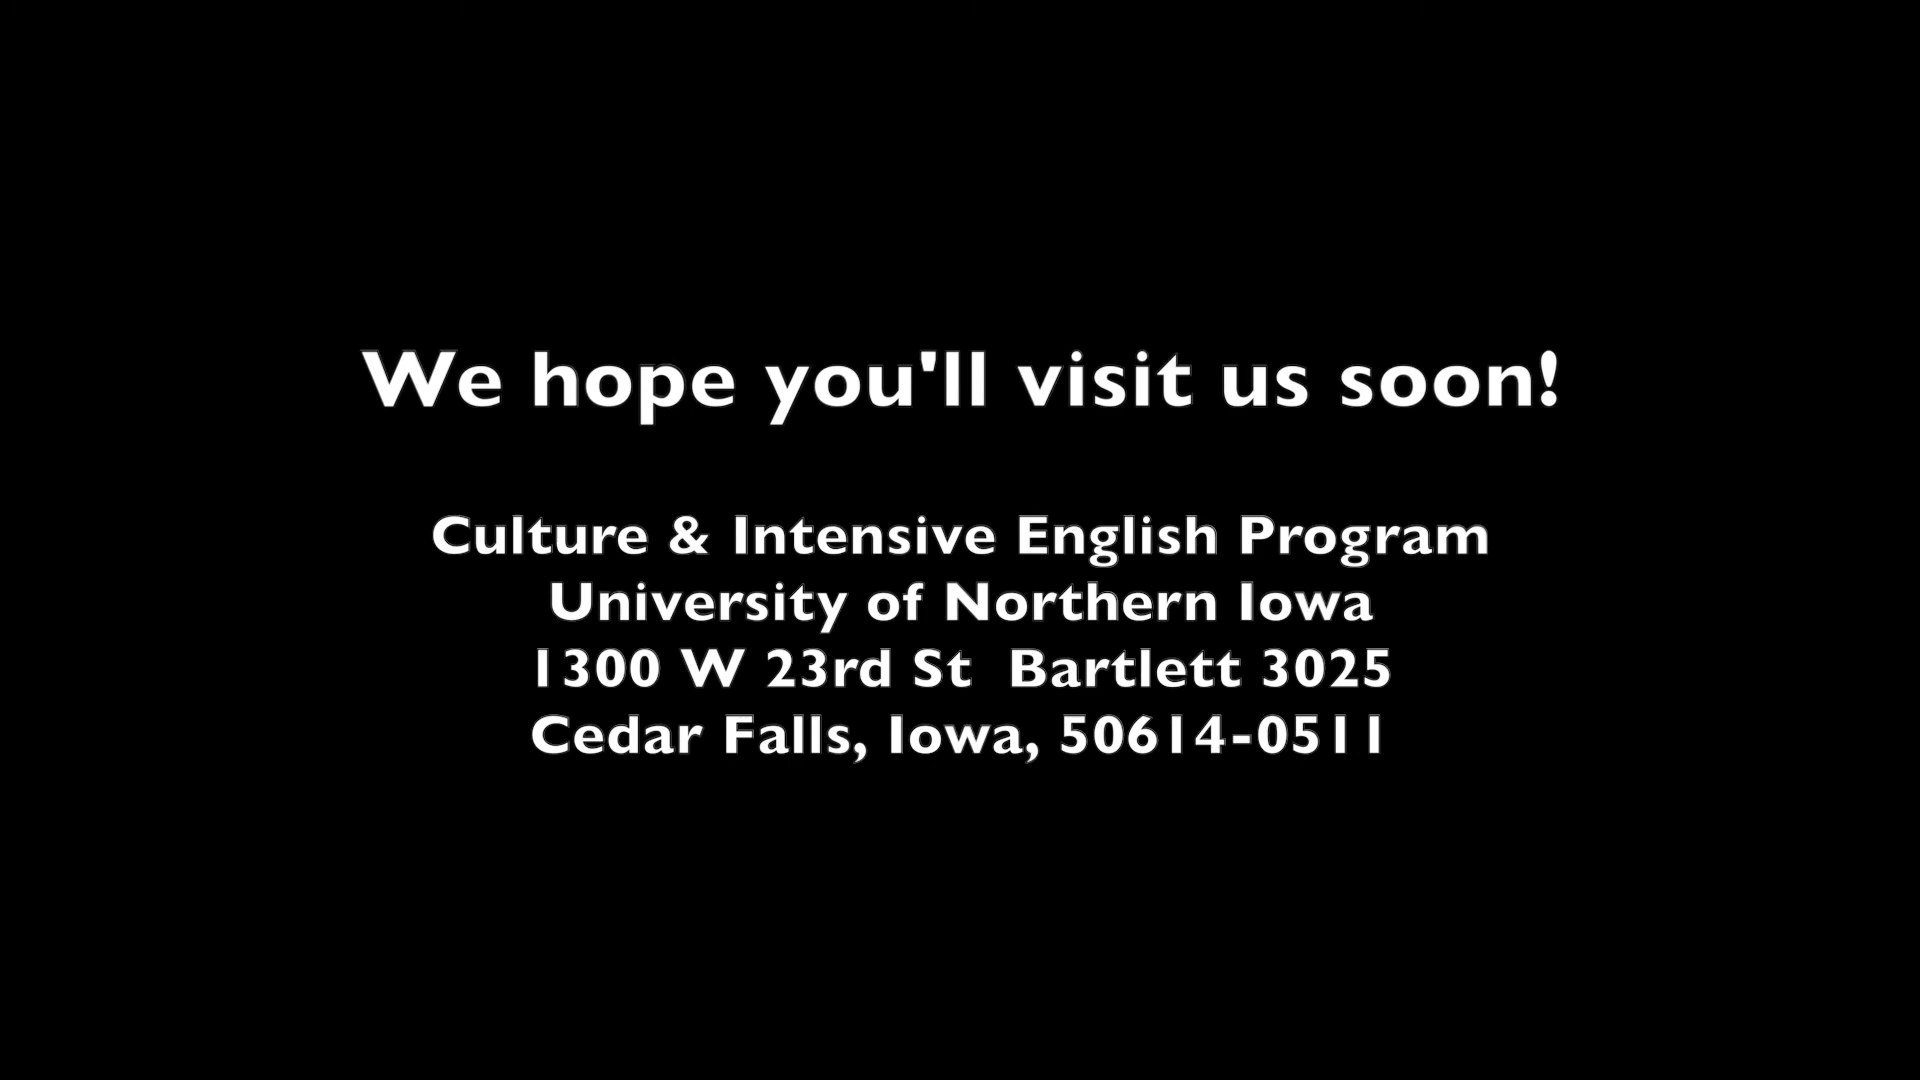 We hope you'll visit us soon!
Culture & Intensive English Program
University of Northern Iowa
1300 W 23rd St  Bartlett 3025
Cedar Falls, Iowa, 50614-0511